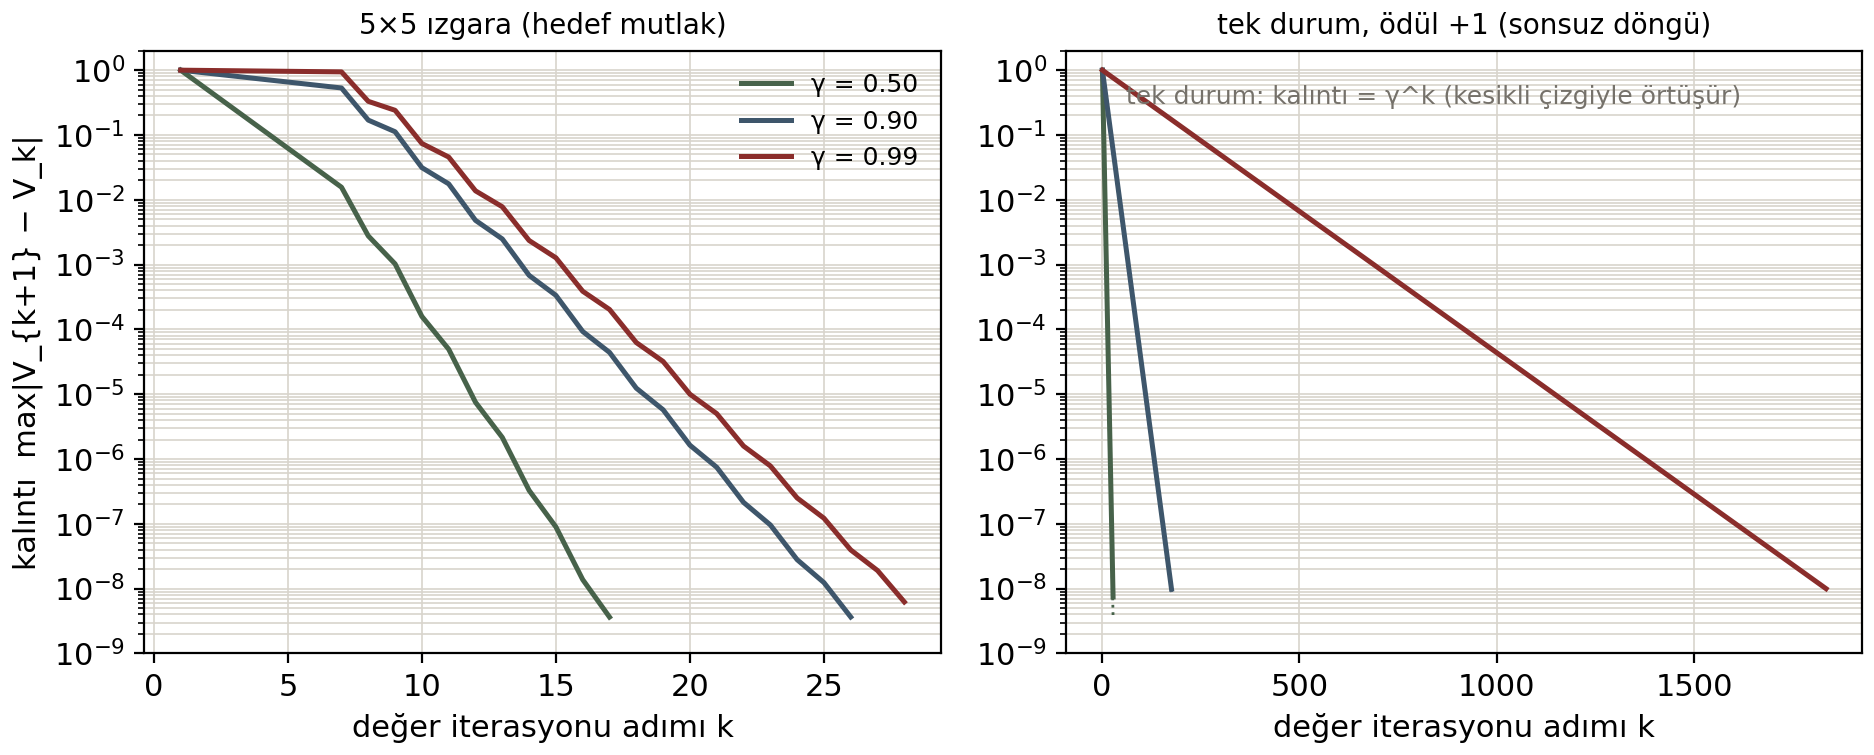 5×5 ızgara (hedef mutlak)
kalıntı  max|V_{k+1} − V_k|
10⁰
10⁻¹
10⁻²
10⁻³
10⁻⁴
10⁻⁵
10⁻⁶
10⁻⁷
10⁻⁸
10⁻⁹
γ = 0.50
γ = 0.90
γ = 0.99
0 5 10 15 20 25
değer iterasyonu adımı k
tek durum, ödül +1 (sonsuz döngü)
10⁰
10⁻¹
10⁻²
10⁻³
10⁻⁴
10⁻⁵
10⁻⁶
10⁻⁷
10⁻⁸
10⁻⁹
tek durum: kalıntı = γ^k (kesikli çizgiyle örtüşür)
0 500 1000 1500
değer iterasyonu adımı k